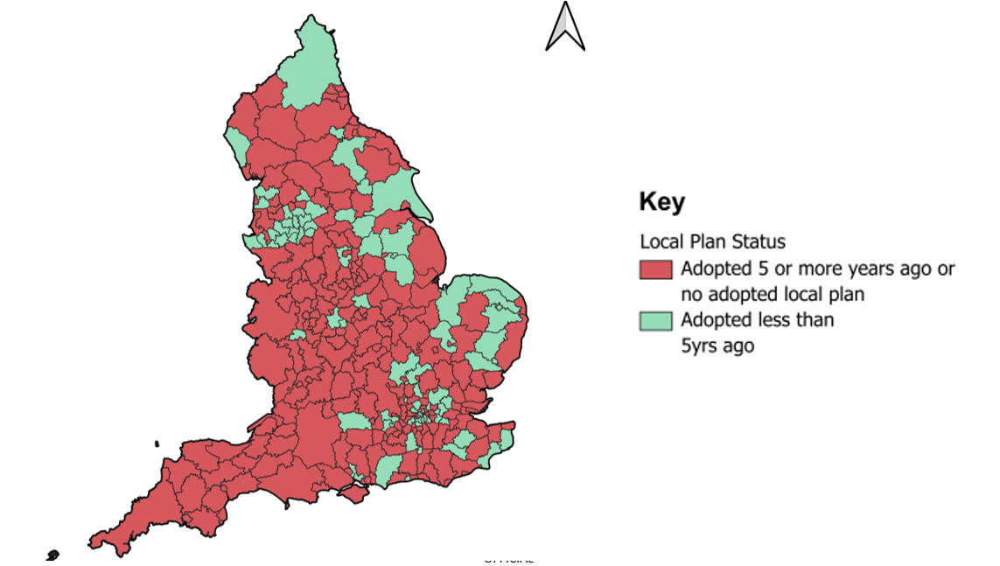 Key
Local Plan Status
Adopted 5 or more years ago or
no adopted local plan
Adopted less than
5yrs ago